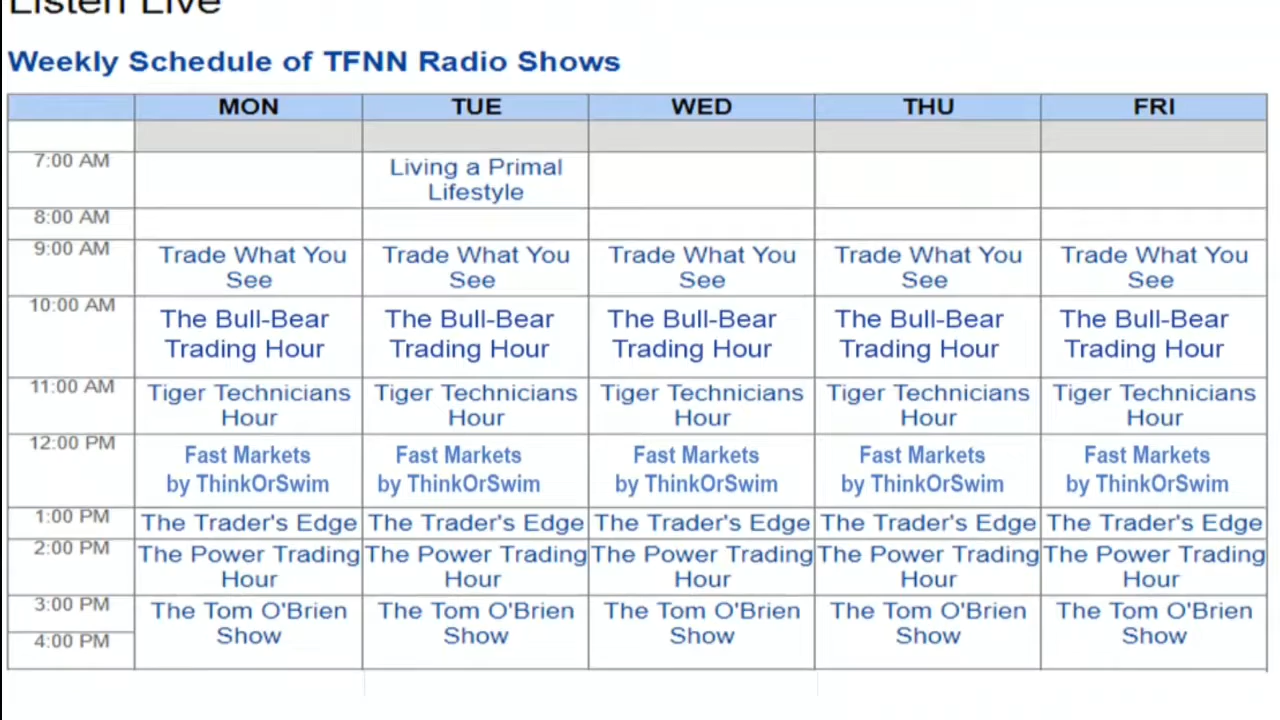 Listen Live
Weekly Schedule of TFNN Radio Shows
MON TUE WED THU FRI
7:00 AM Living a Primal
Lifestyle
8:00 AM
9:00 AM Trade What You Trade What You Trade What You Trade What You Trade What You
See See See See See
10:00 AM The Bull-Bear The Bull-Bear The Bull-Bear The Bull-Bear The Bull-Bear
Trading Hour Trading Hour Trading Hour Trading Hour Trading Hour
11:00 AM Tiger Technicians Tiger Technicians Tiger Technicians Tiger Technicians Tiger Technicians
Hour Hour Hour Hour Hour
12:00 PM Fast Markets Fast Markets Fast Markets Fast Markets Fast Markets
by ThinkOrSwim by ThinkOrSwim by ThinkOrSwim by ThinkOrSwim by ThinkOrSwim
1:00 PM The Trader's Edge The Trader's Edge The Trader's Edge The Trader's Edge The Trader's Edge
2:00 PM The Power Trading The Power Trading The Power Trading The Power Trading The Power Trading
Hour Hour Hour Hour Hour
3:00 PM The Tom O'Brien The Tom O'Brien The Tom O'Brien The Tom O'Brien The Tom O'Brien
4:00 PM Show Show Show Show Show